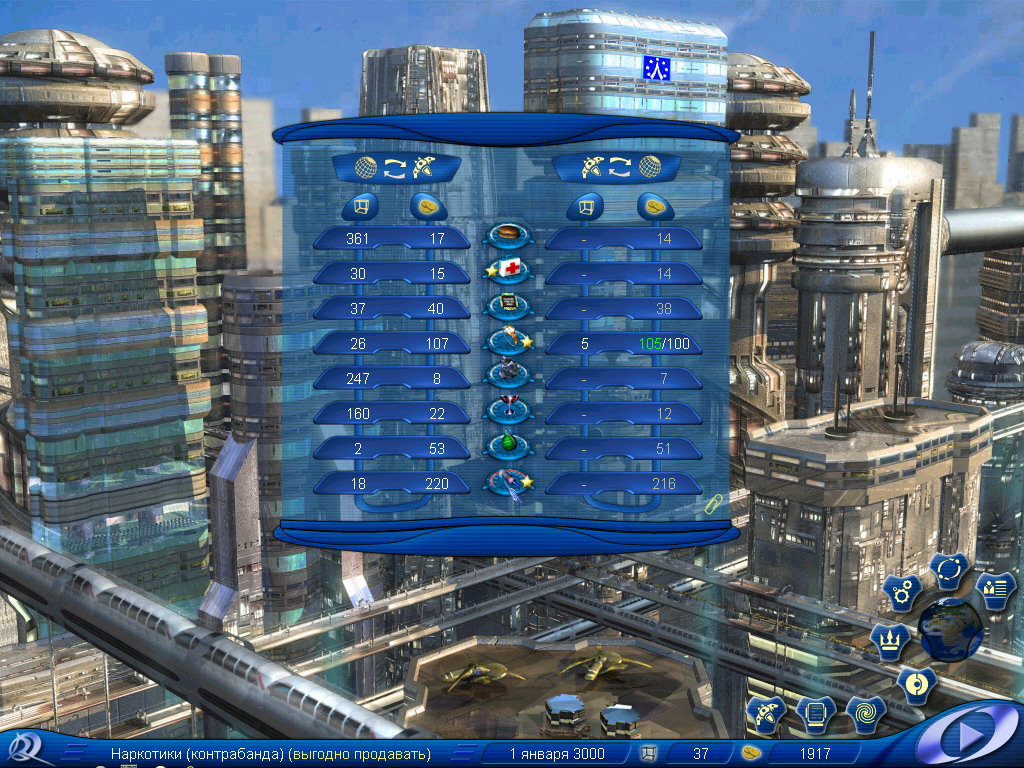 361 17 - 14
30 15 - 14
37 40 - 38
26 107 5 105/100
247 8 - 7
160 22 - 12
2 53 - 51
18 220 - 216
Наркотики (контрабанда) (выгодно продавать) 1 января 3000 37 1917